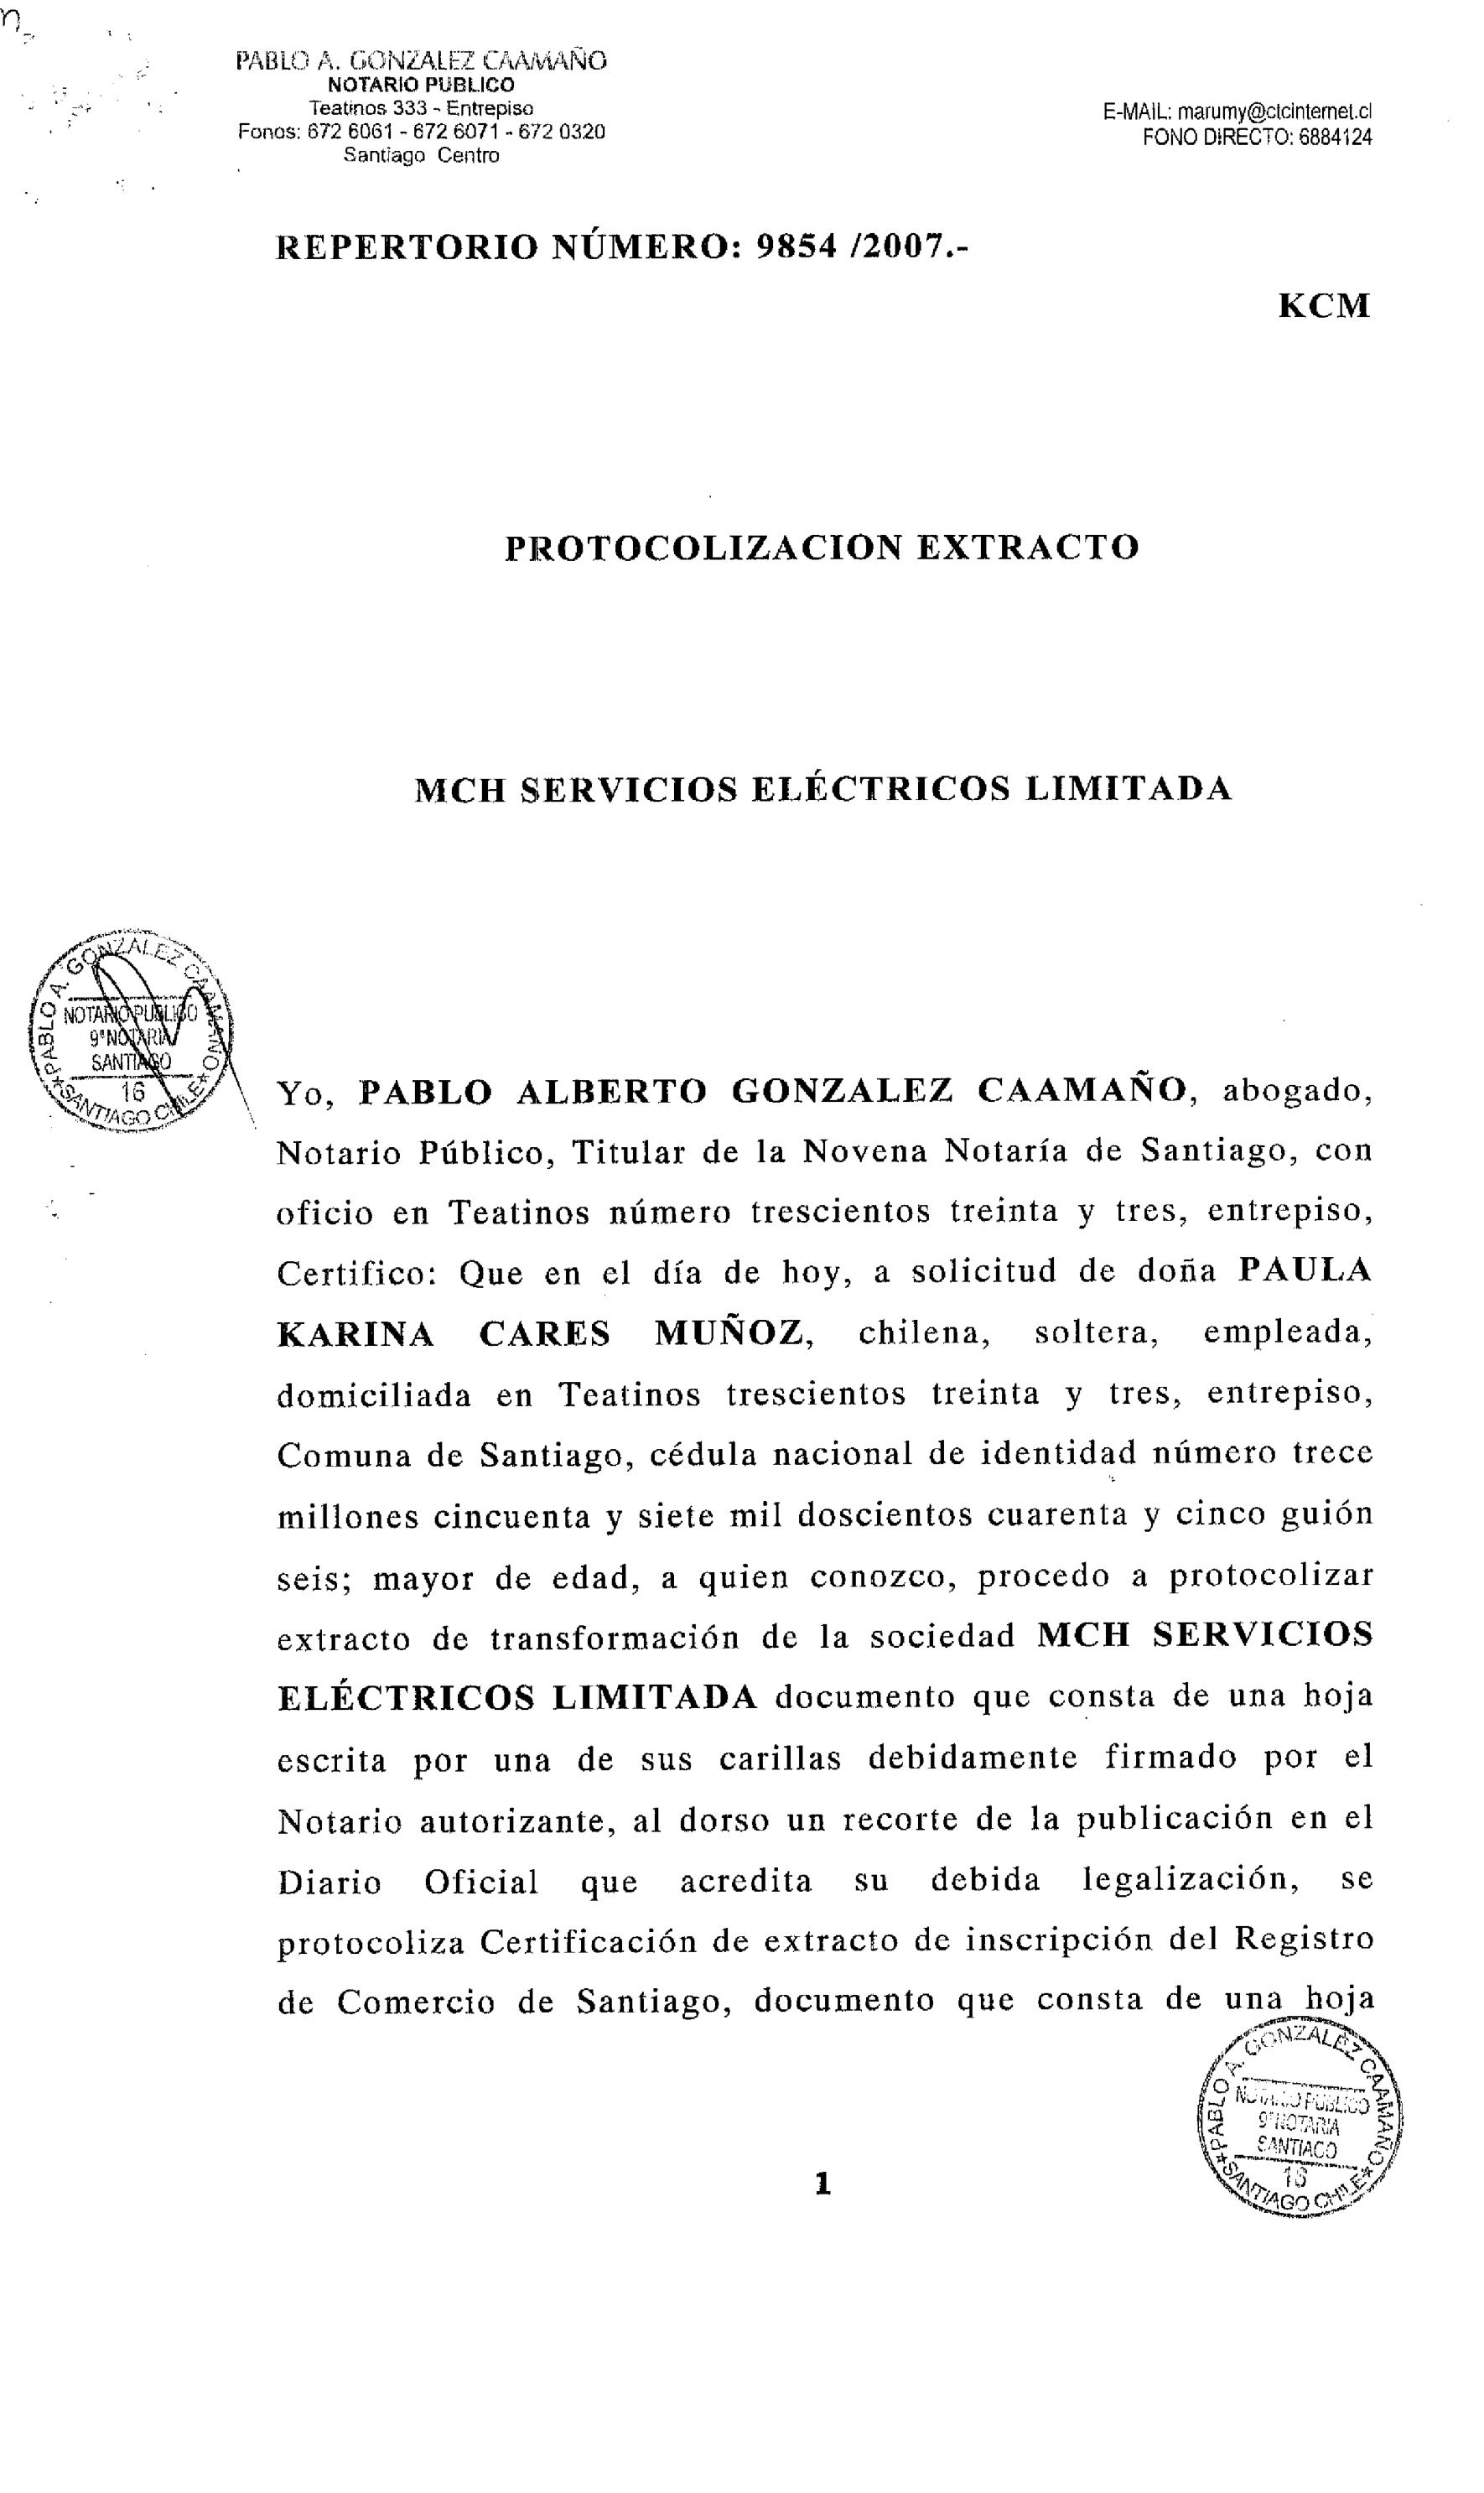 PABLO A. GONZALEZ CAAMAÑO
NOTARIO PUBLICO
Teatinos 333 - Entrepiso
Fonos: 672 6061 - 672 6071 - 672 0320
Santiago Centro
E-MAIL: marumy@ctcinternet.cl
FONO DIRECTO: 6884124
REPERTORIO NÚMERO: 9854 /2007.-
KCM
PROTOCOLIZACION EXTRACTO
MCH SERVICIOS ELÉCTRICOS LIMITADA
PABLO A. GONZALEZ CAAMAÑO
NOTARIO PUBLICO
9ª NOTARIA
SANTIAGO
16
SANTIAGO CHILE
Yo, PABLO ALBERTO GONZALEZ CAAMAÑO, abogado,
Notario Público, Titular de la Novena Notaría de Santiago, con
oficio en Teatinos número trescientos treinta y tres, entrepiso,
Certifico: Que en el día de hoy, a solicitud de doña PAULA
KARINA CARES MUÑOZ, chilena, soltera, empleada,
domiciliada en Teatinos trescientos treinta y tres, entrepiso,
Comuna de Santiago, cédula nacional de identidad número trece
millones cincuenta y siete mil doscientos cuarenta y cinco guión
seis; mayor de edad, a quien conozco, procedo a protocolizar
extracto de transformación de la sociedad MCH SERVICIOS
ELÉCTRICOS LIMITADA documento que consta de una hoja
escrita por una de sus carillas debidamente firmado por el
Notario autorizante, al dorso un recorte de la publicación en el
Diario Oficial que acredita su debida legalización, se
protocoliza Certificación de extracto de inscripción del Registro
de Comercio de Santiago, documento que consta de una hoja
PABLO A. GONZALEZ CAAMAÑO
NOTARIO PUBLICO
9ª NOTARIA
SANTIAGO
16
SANTIAGO CHILE
1